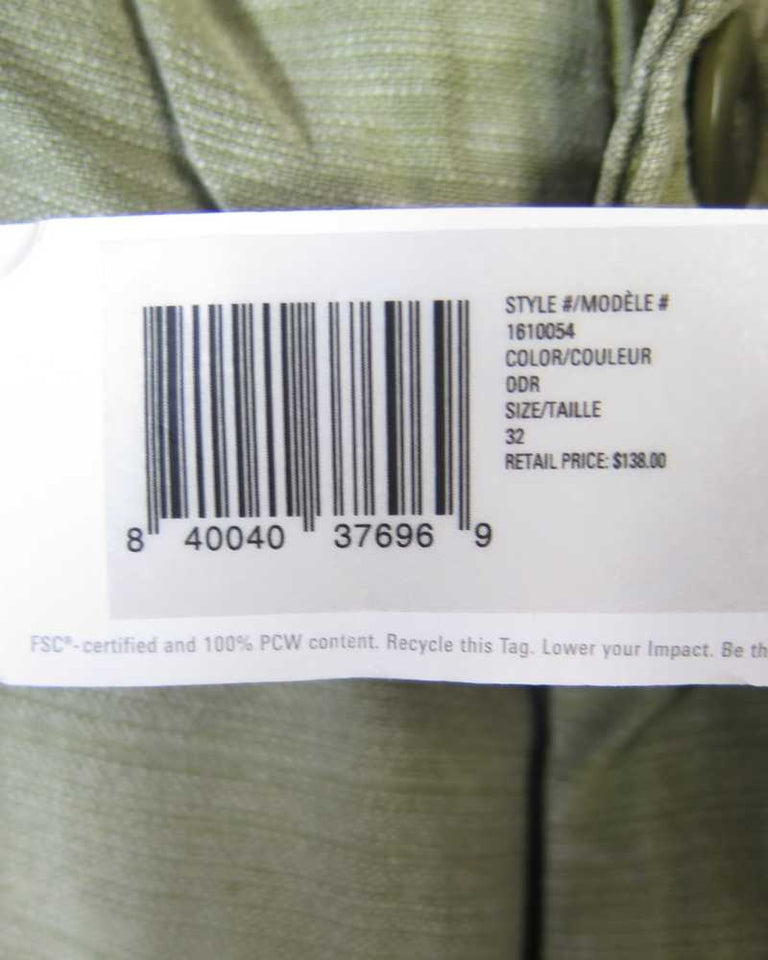 STYLE #/MODÈLE #
1610054
COLOR/COULEUR
ODR
SIZE/TAILLE
32
RETAIL PRICE: $138.00
8 40040 37696 9
FSC®-certified and 100% PCW content. Recycle this Tag. Lower your Impact. Be